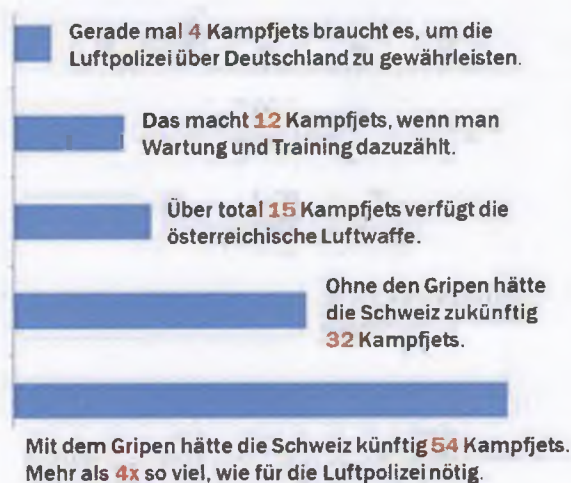 Gerade mal 4 Kampfjets braucht es, um die
Luftpolizei über Deutschland zu gewährleisten.
Das macht 12 Kampfjets, wenn man
Wartung und Training dazuzählt.
Über total 15 Kampfjets verfügt die
österreichische Luftwaffe.
Ohne den Gripen hätte
die Schweiz zukünftig
32 Kampfjets.
Mit dem Gripen hätte die Schweiz künftig 54 Kampfjets.
Mehr als 4x so viel, wie für die Luftpolizei nötig.